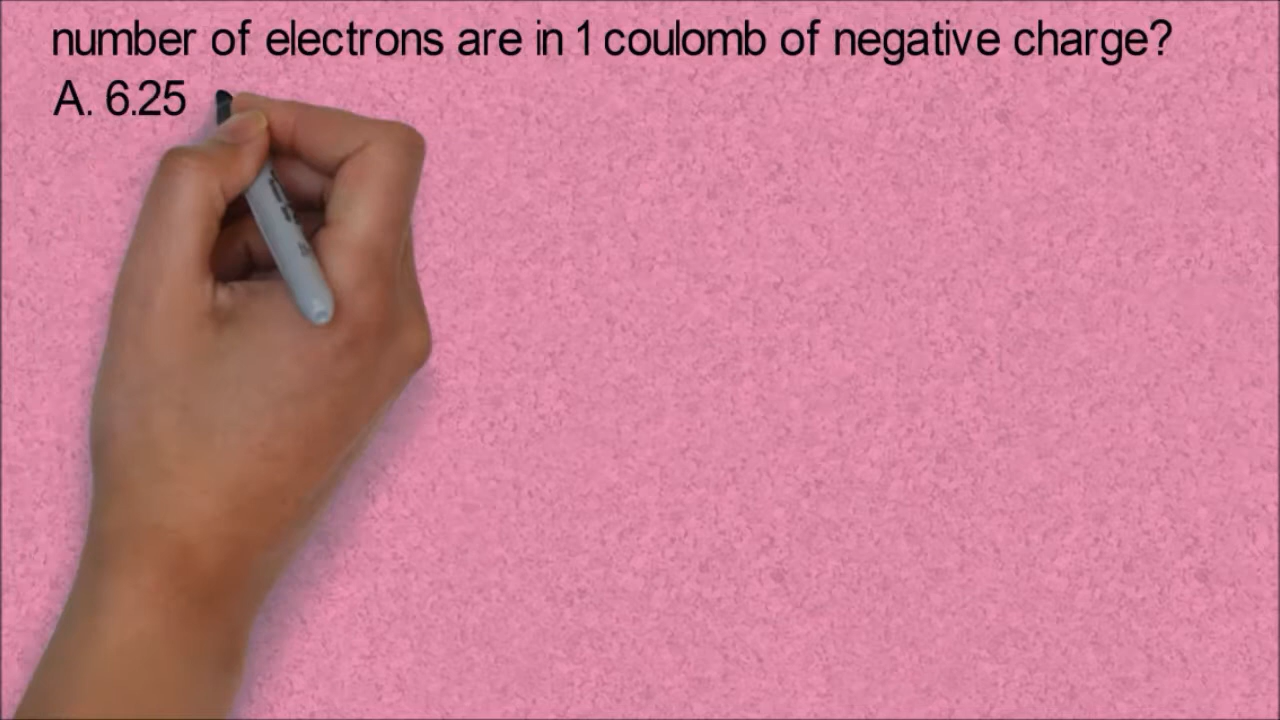 number of electrons are in 1 coulomb of negative charge?
A. 6.25